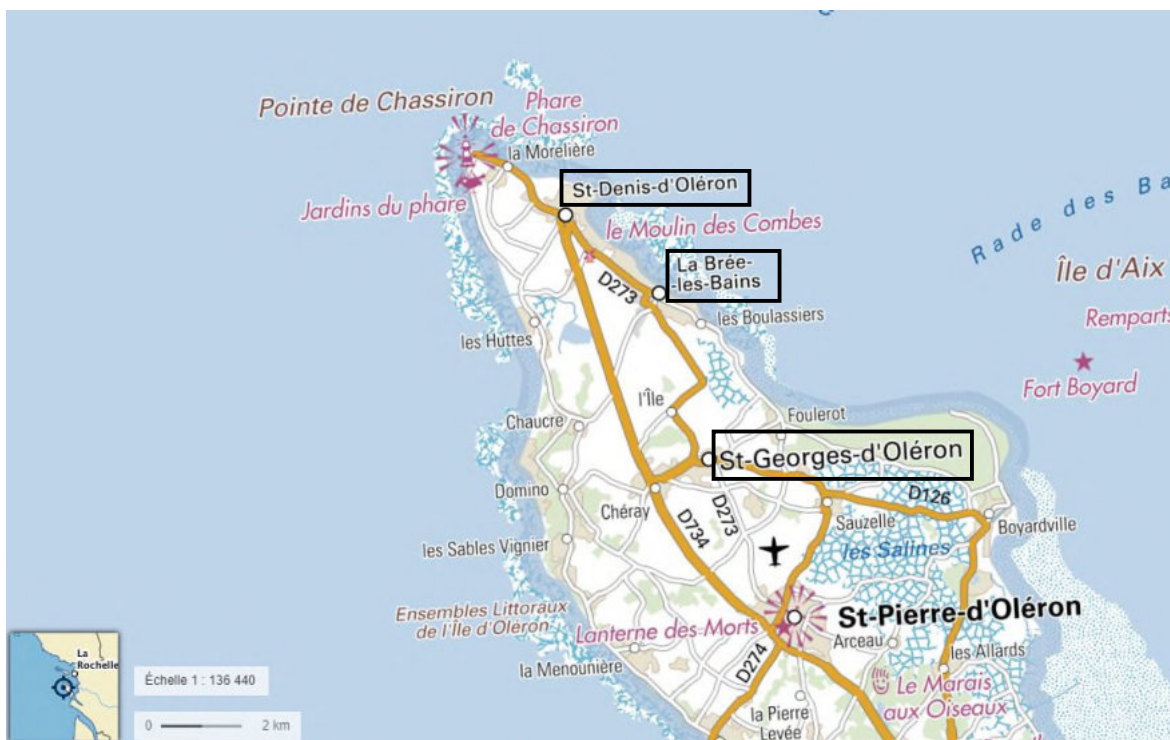 Pointe de Chassiron
Phare
de Chassiron
la Morelière
Jardins du phare
St-Denis-d'Oléron
le Moulin des Combes
Rade des Ba
La Brée-
-les-Bains
D273
les Boulassiers
Île d'Aix
Remparts
Fort Boyard
les Huttes
l'Île
Foulerot
Chaucre
St-Georges-d'Oléron
Domino
Chéray
D273
D734
D126
Sauzelle
Boyardville
les Sables Vignier
les Salines
Ensembles Littoraux
de l'Île d'Oléron
St-Pierre-d'Oléron
Lanterne des Morts
Arceau
la Menounière
D274
les Allards
Le Marais
aux Oiseaux
la Pierre
Levée
La
Rochelle
Échelle 1 : 136 440
0 2 km